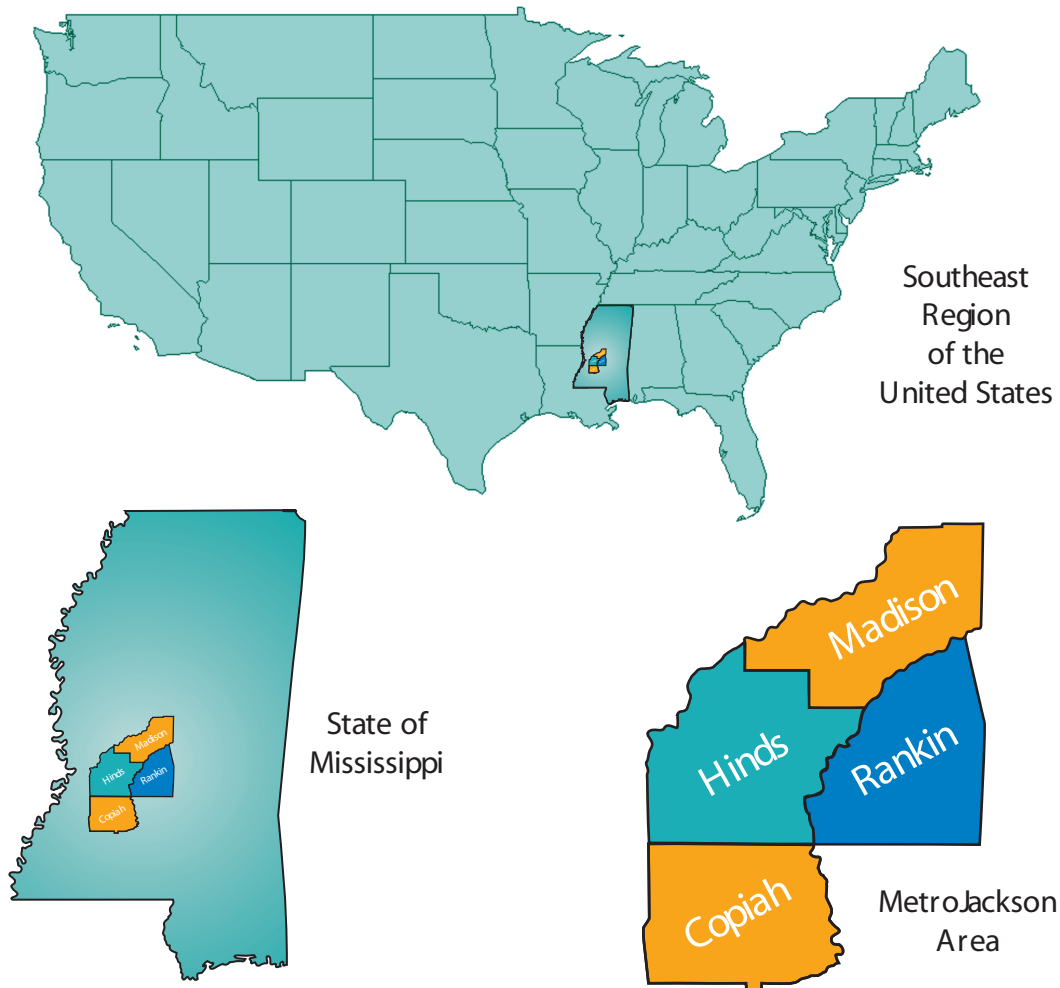 Southeast
Region
of the
United States
State of
Mississippi
Madison
Hinds
Rankin
Copiah
Madison
Hinds
Rankin
Copiah
MetroJackson
Area